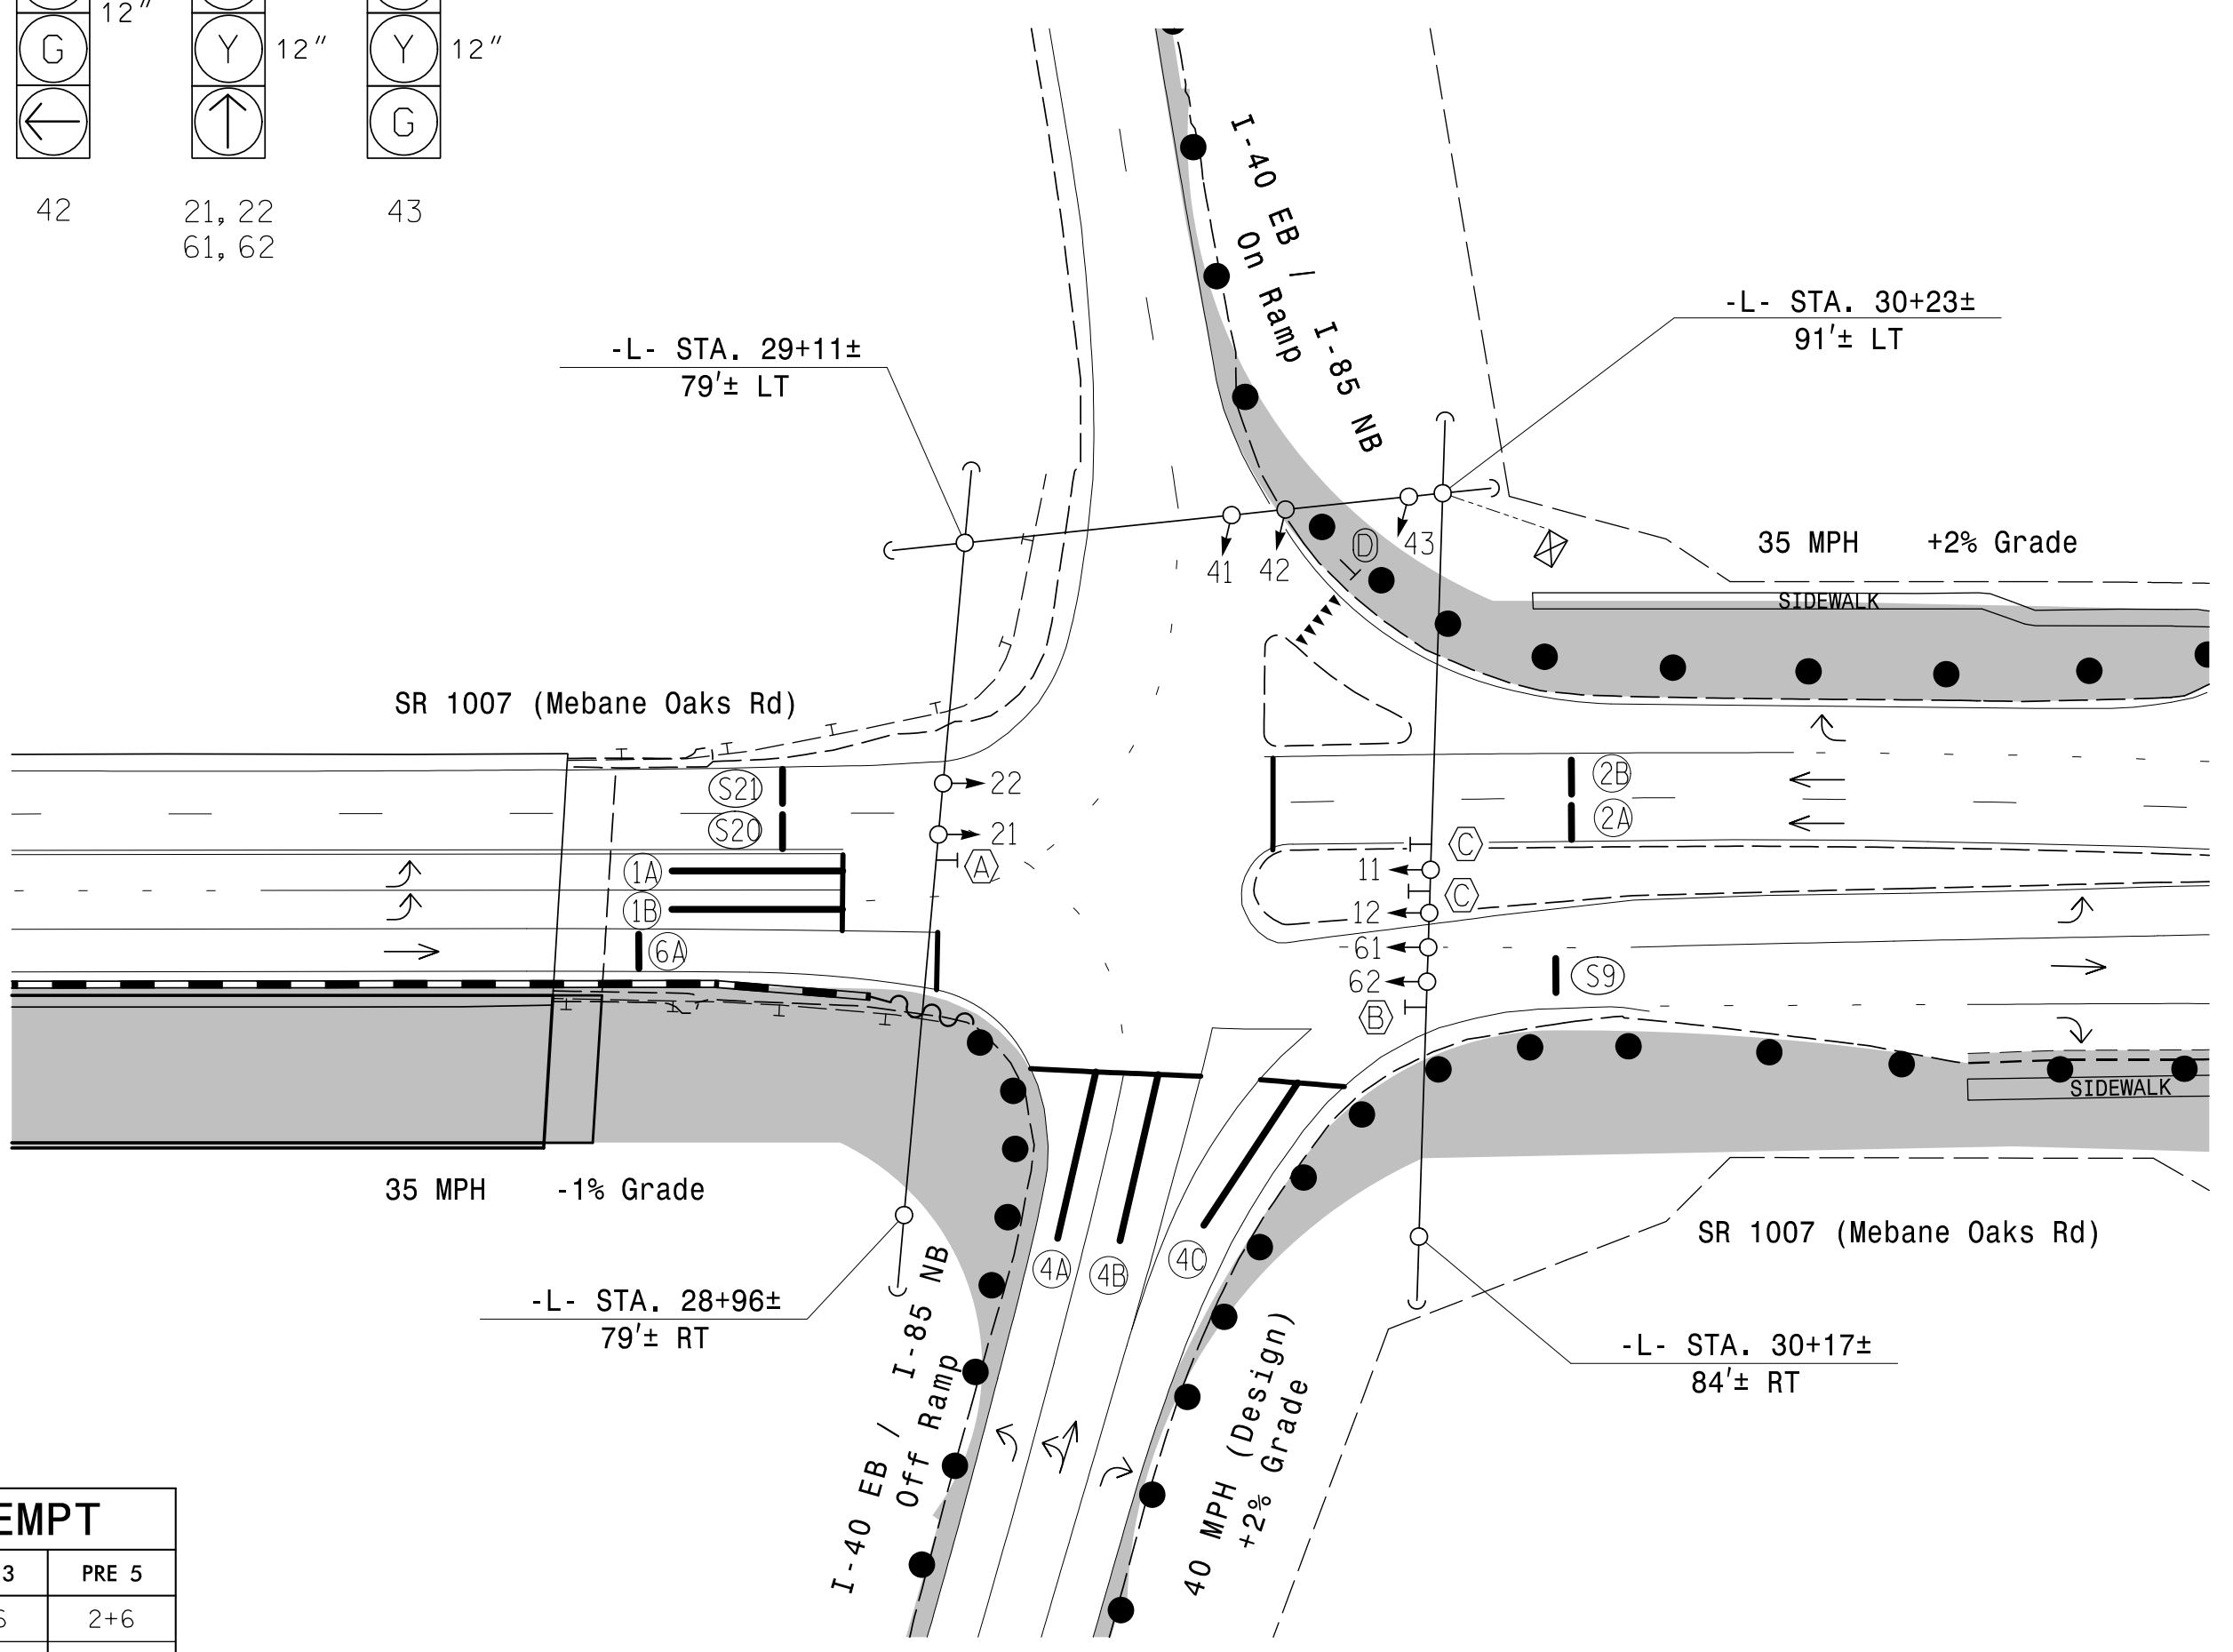 12"
G
Y
12"
Y
12"
G
42
21, 22
61, 62
43
I-40 EB / I-85 NB
On Ramp
-L- STA. 30+23±
91'± LT
-L- STA. 29+11±
79'± LT
35 MPH +2% Grade
SIDEWALK
41
42
D
43
SR 1007 (Mebane Oaks Rd)
S21
22
2B
S20
21
2A
A
C
1A
11
C
1B
12
6A
61
S9
62
B
SIDEWALK
35 MPH -1% Grade
SR 1007 (Mebane Oaks Rd)
4A
4B
4C
-L- STA. 28+96±
79'± RT
-L- STA. 30+17±
84'± RT
I-40 EB / I-85 NB
Off Ramp
40 MPH (Design)
+2% Grade
EMPT
3
PRE 5
6
2+6